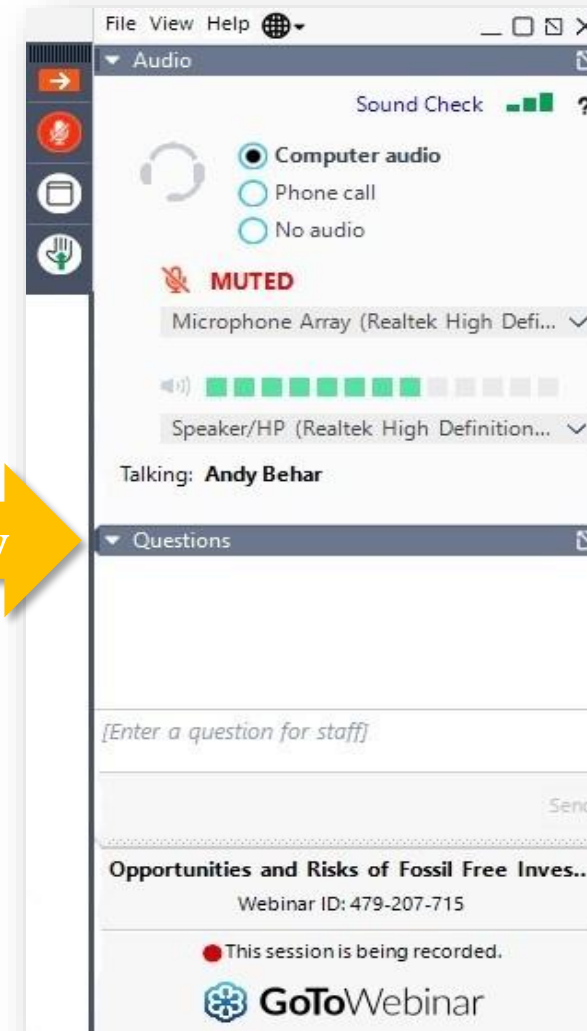 File View Help
Audio
Sound Check ?
Computer audio
Phone call
No audio
MUTED
Microphone Array (Realtek High Defi...
Speaker/HP (Realtek High Definition...
Talking: Andy Behar
Questions
[Enter a question for staff]
Send
Opportunities and Risks of Fossil Free Inves...
Webinar ID: 479-207-715
This session is being recorded.
GoToWebinar